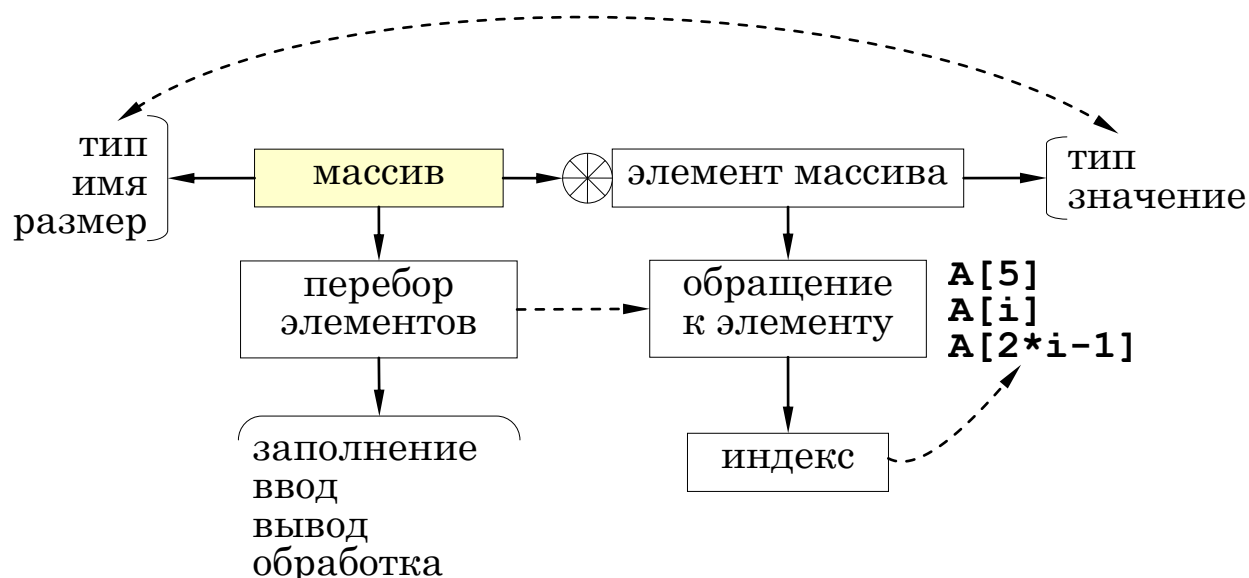 тип
имя
размер
массив
элемент массива
тип
значение
перебор
элементов
обращение
к элементу
A[5]
A[i]
A[2*i-1]
заполнение
ввод
вывод
обработка
индекс